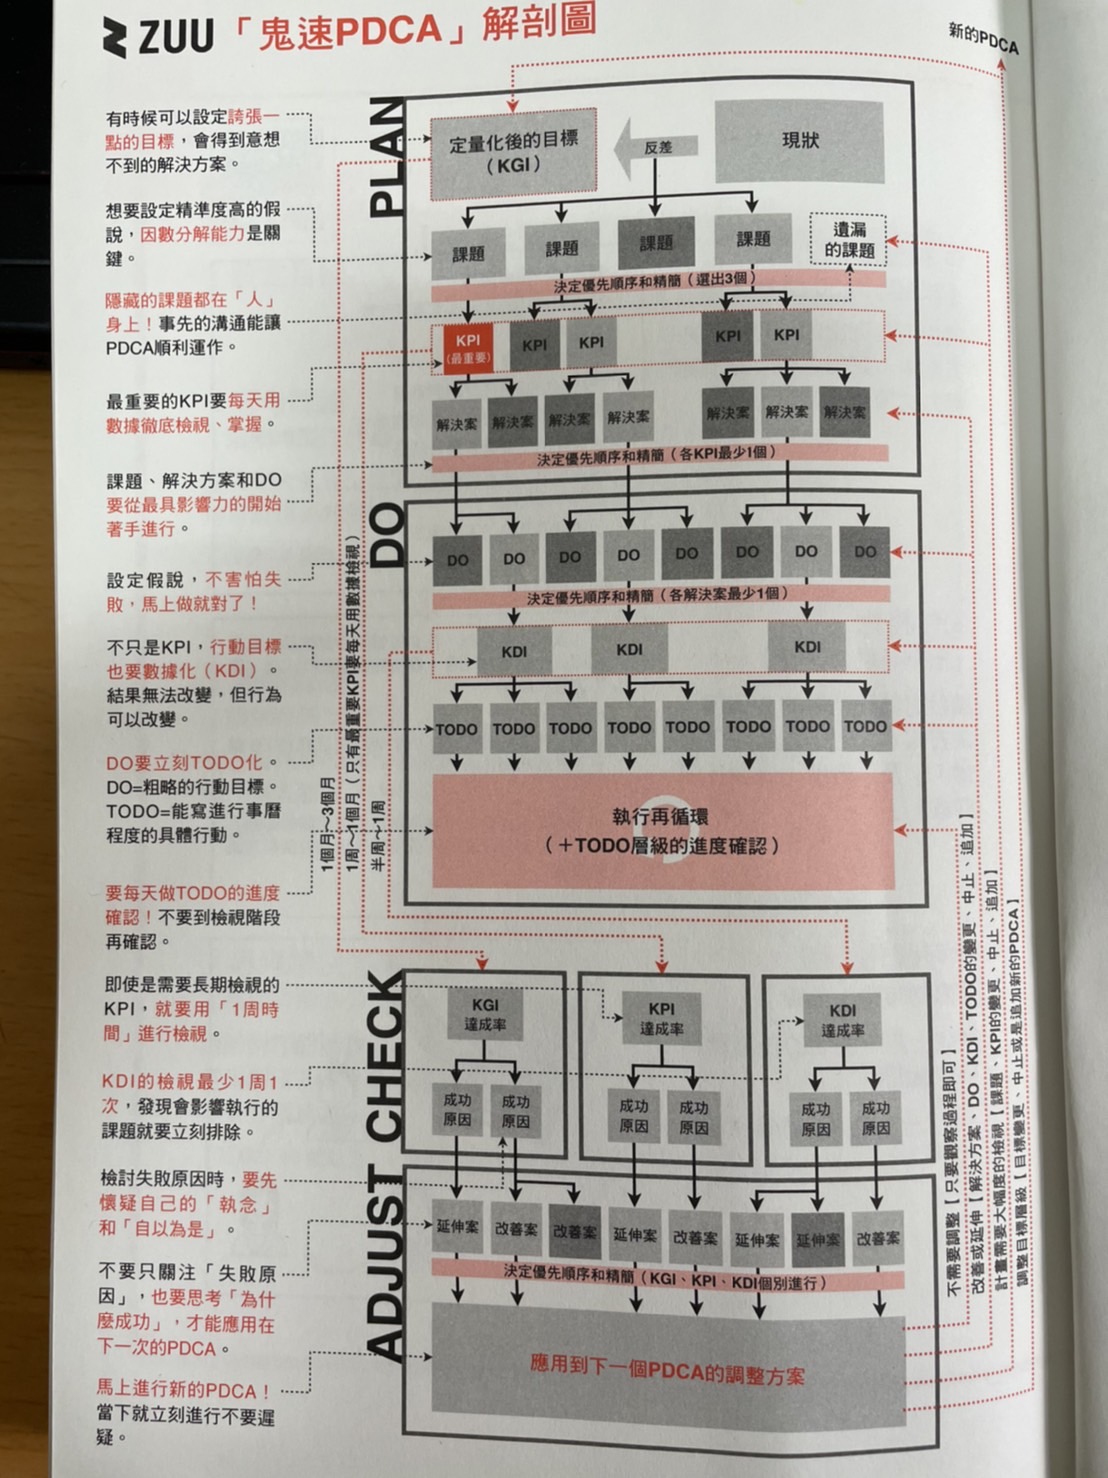 ZUU「鬼速PDCA」解剖圖
新的PDCA
有時候可以設定誇張一
點的目標，會得到意想
不到的解決方案。
想要設定精準度高的假
說，因數分解能力是關
鍵。
隱藏的課題都在「人」
身上！事先的溝通能讓
PDCA順利運作。
最重要的KPI要每天用
數據徹底檢視、掌握。
課題、解決方案和DO
要從最具影響力的開始
著手進行。
設定假說，不害怕失
敗，馬上做就對了！
不只是KPI，行動目標
也要數據化（KDI）。
結果無法改變，但行為
可以改變。
DO要立刻TODO化。
DO=粗略的行動目標。
TODO=能寫進行事曆
程度的具體行動。
要每天做TODO的進度
確認！不要到檢視階段
再確認。
即使是需要長期檢視的
KPI，就要用「1周時
間」進行檢視。
KDI的檢視最少1周1
次，發現會影響執行的
課題就要立刻排除。
檢討失敗原因時，要先
懷疑自己的「執念」
和「自以為是」。
不要只關注「失敗原
因」，也要思考「為什
麼成功」，才能應用在
下一次的PDCA。
馬上進行新的PDCA！
當下就立刻進行不要遲
疑。
1個月～3個月
1周～1個月（只有最重要KPI要每天用數據檢視）
半周～1周
PLAN
定量化後的目標
（KGI）
反差
現狀
課題 課題 課題 課題
遺漏
的課題
決定優先順序和精簡（選出3個）
KPI
（最重要）
KPI KPI KPI KPI
解決案 解決案 解決案 解決案 解決案 解決案 解決案
決定優先順序和精簡（各KPI最少1個）
DO
DO DO DO DO DO DO DO DO
決定優先順序和精簡（各解決案最少1個）
KDI KDI KDI
TODO TODO TODO TODO TODO TODO TODO TODO
執行再循環
（＋TODO層級的進度確認）
CHECK
KGI
達成率
KPI
達成率
KDI
達成率
成功
原因
成功
原因
成功
原因
成功
原因
成功
原因
成功
原因
ADJUST
延伸案 改善案 改善案 延伸案 改善案 延伸案 延伸案 改善案
決定優先順序和精簡（KGI、KPI、KDI個別進行）
應用到下一個PDCA的調整方案
不需要調整【只要觀察過程即可】
改善或延伸【解決方案、DO、KDI、TODO的變更、中止、追加】
計畫需要大幅度的檢視【課題、KPI的變更、中止、追加】
調整目標層級【目標變更、中止或是追加新的PDCA】